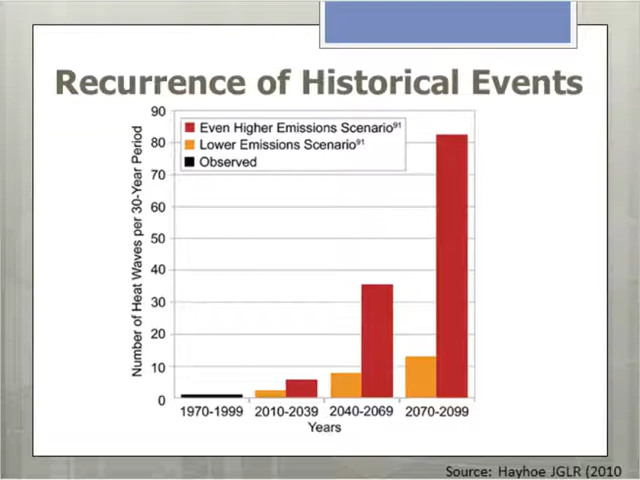 Recurrence of Historical Events
Number of Heat Waves per 30-Year Period
90
80
70
60
50
40
30
20
10
0
Even Higher Emissions Scenario⁹¹
Lower Emissions Scenario⁹¹
Observed
1970-1999 2010-2039 2040-2069 2070-2099
Years
Source: Hayhoe JGLR (2010